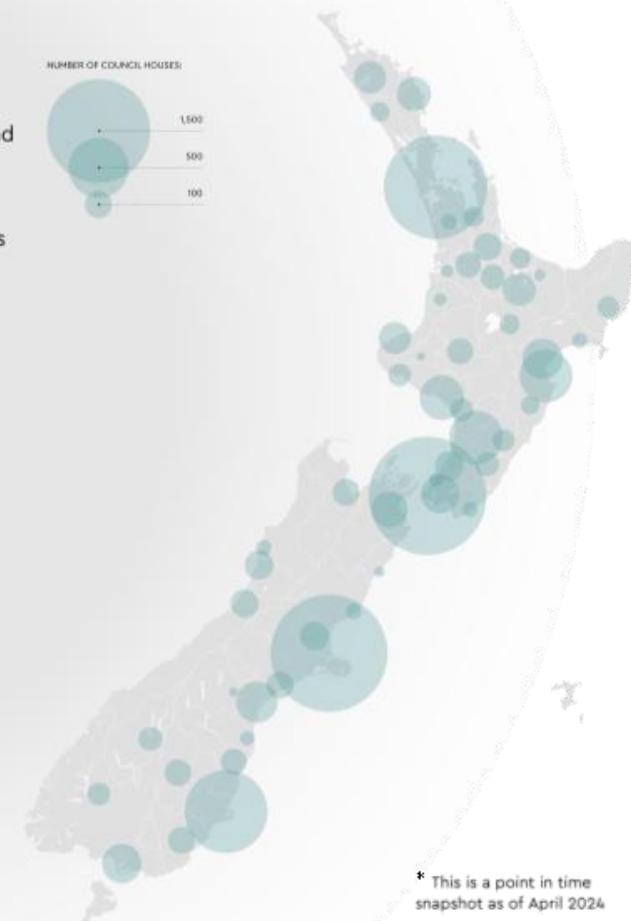 NUMBER OF COUNCIL HOUSES:
1,500
500
100
* This is a point in time
snapshot as of April 2024